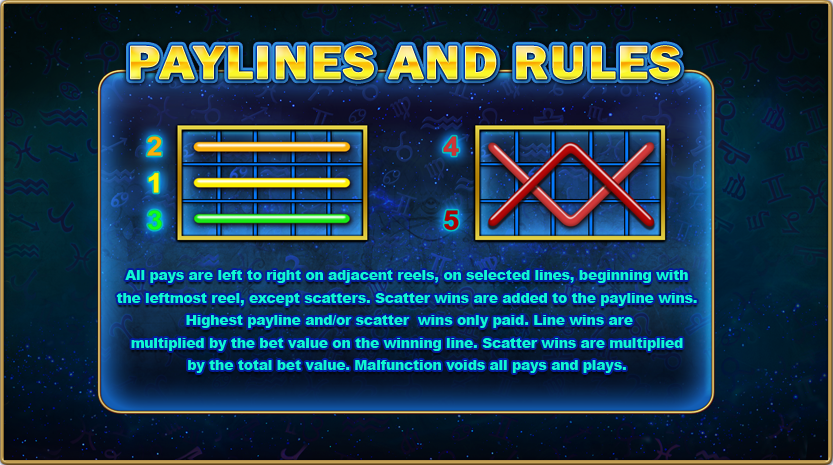 PAYLINES AND RULES
2
1
3
4
5
All pays are left to right on adjacent reels, on selected lines, beginning with
the leftmost reel, except scatters. Scatter wins are added to the payline wins.
Highest payline and/or scatter wins only paid. Line wins are
multiplied by the bet value on the winning line. Scatter wins are multiplied
by the total bet value. Malfunction voids all pays and plays.